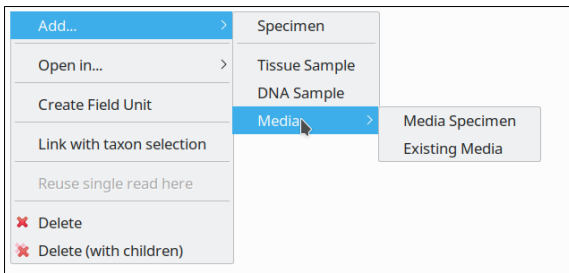 Add...
Open in...
Create Field Unit
Link with taxon selection
Reuse single read here
Delete
Delete (with children)
Specimen
Tissue Sample
DNA Sample
Media
Media Specimen
Existing Media